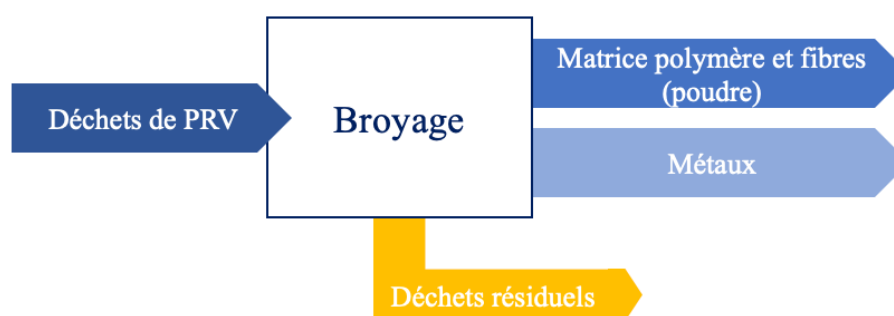 Déchets de PRV
Broyage
Matrice polymère et fibres
(poudre)
Métaux
Déchets résiduels